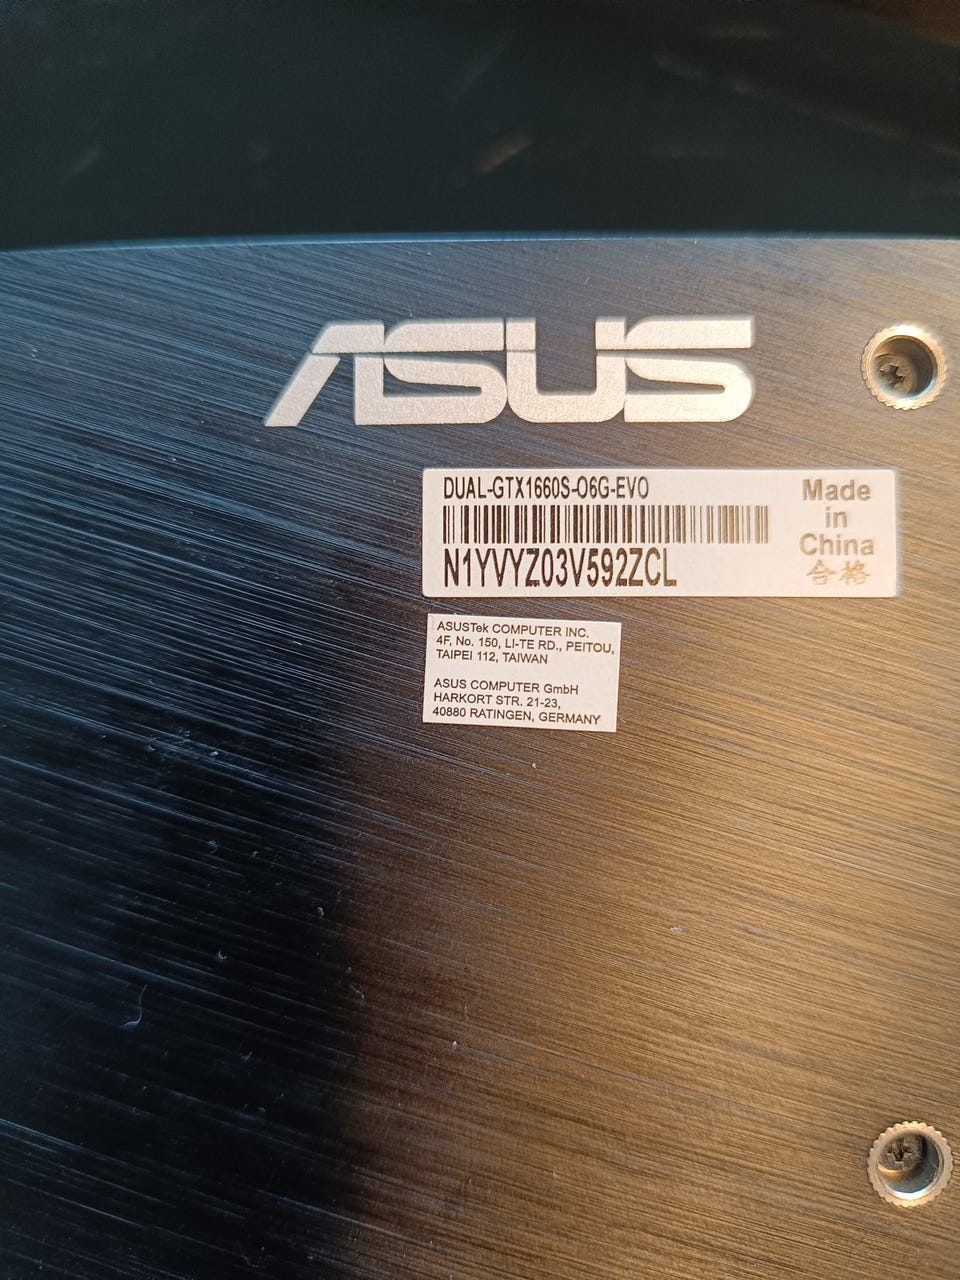 ASUS
DUAL-GTX1660S-O6G-EVO
N1YVYZ03V592ZCL
Made
in
China
合格
ASUSTek COMPUTER INC.
4F, No. 150, LI-TE RD., PEITOU,
TAIPEI 112, TAIWAN
ASUS COMPUTER GmbH
HARKORT STR. 21-23,
40880 RATINGEN, GERMANY